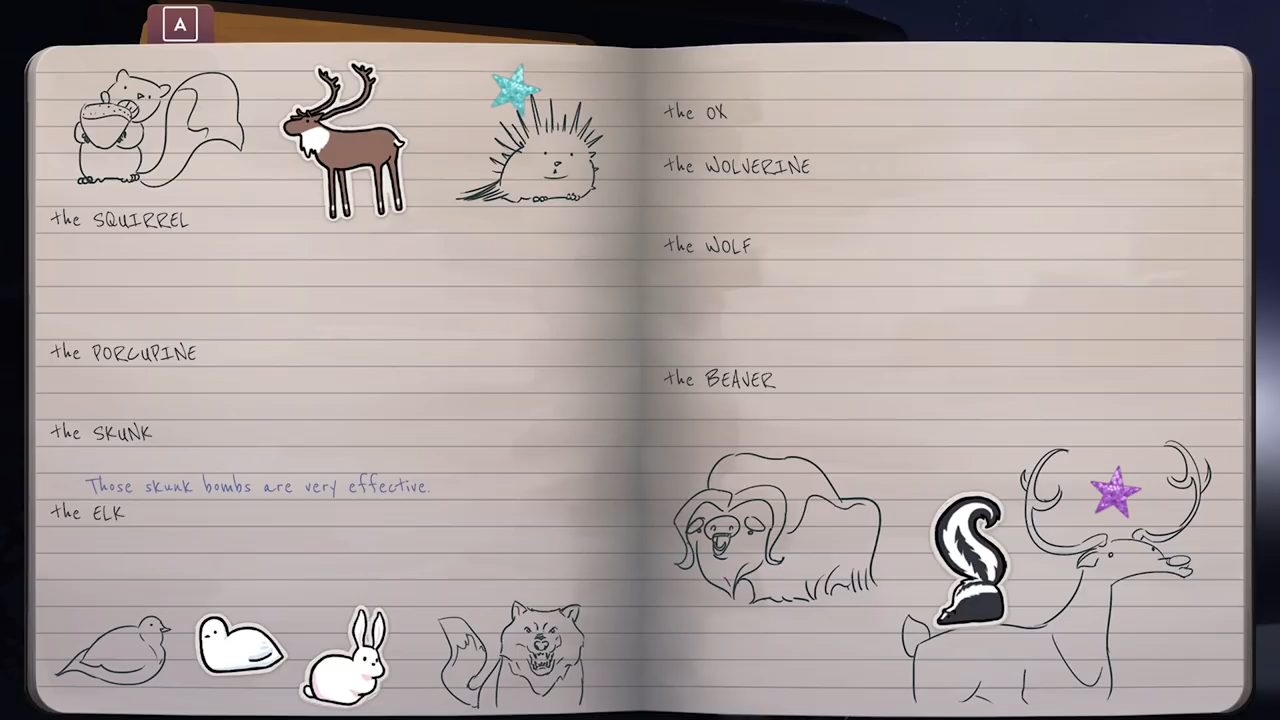 A
the SQUIRREL
the PORCUPINE
the SKUNK
Those skunk bombs are very effective.
the ELK
the OX
the WOLVERINE
the WOLF
the BEAVER